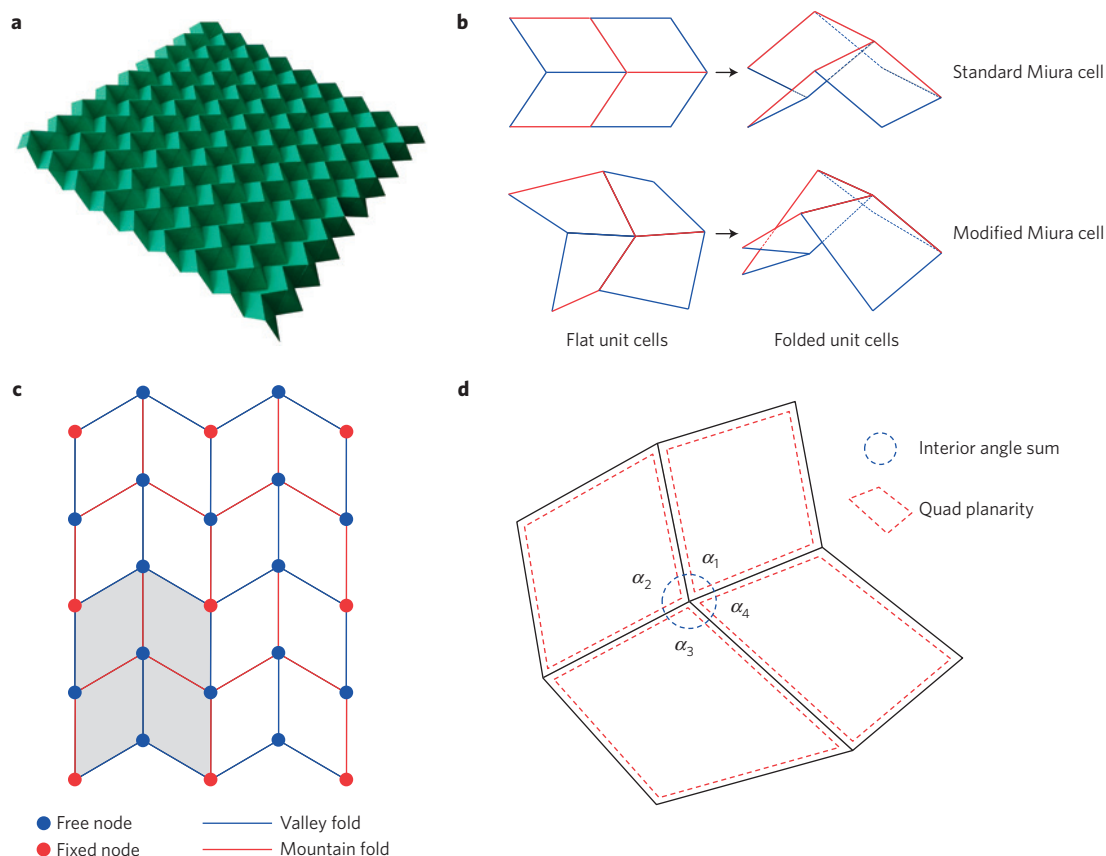 a
b
Standard Miura cell
Modified Miura cell
Flat unit cells
Folded unit cells
c
Free node
Valley fold
Fixed node
Mountain fold
d
Interior angle sum
Quad planarity
α1
α2
α4
α3